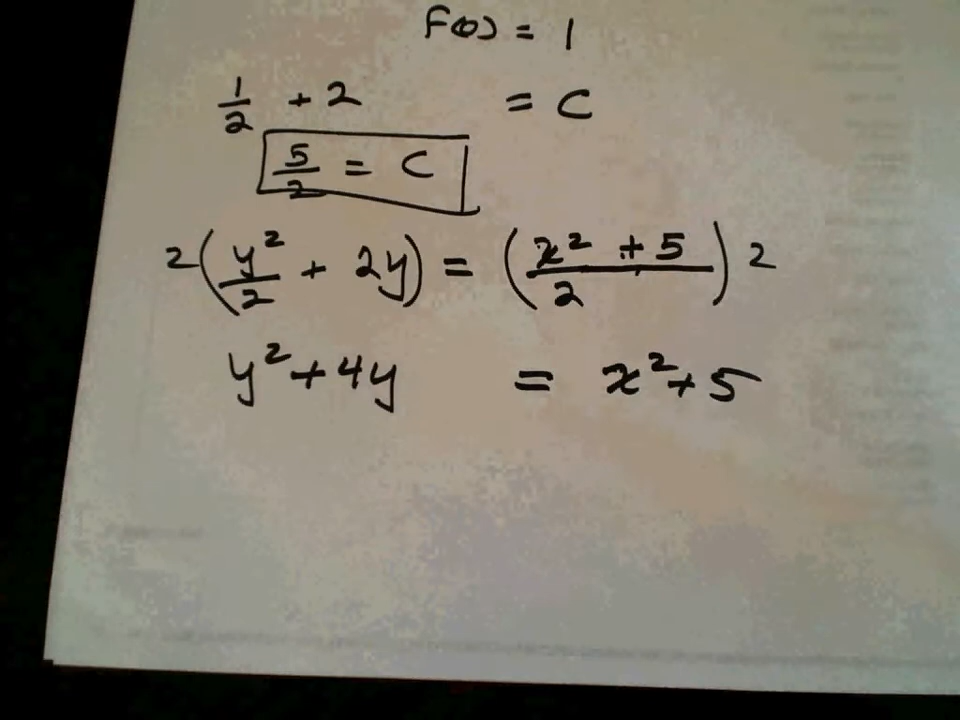 F(0) = 1
1/2 + 2 = C
5/2 = C
2(y²/2 + 2y) = (x² + 5/2)2
y² + 4y = x² + 5